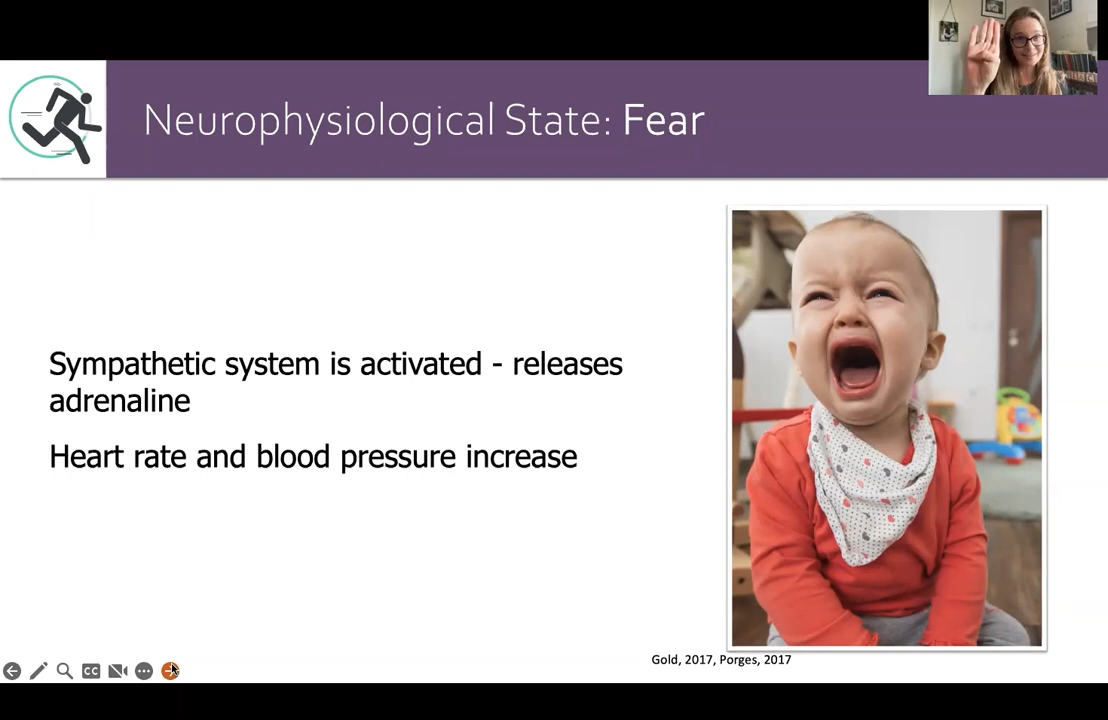 Neurophysiological State: Fear
Sympathetic system is activated - releases
adrenaline
Heart rate and blood pressure increase
Gold, 2017, Porges, 2017
CC